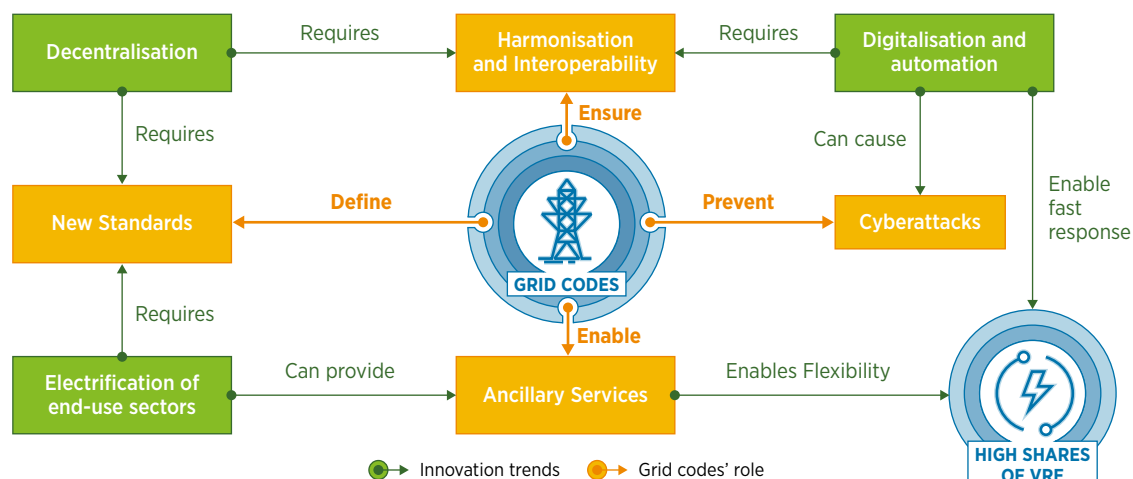 Decentralisation
Requires
Harmonisation
and Interoperability
Requires
Digitalisation and
automation
Requires
Ensure
Can cause
Enable
fast
response
New Standards
Define
Prevent
Cyberattacks
GRID CODES
Requires
Enable
Electrification of
end-use sectors
Can provide
Ancillary Services
Enables Flexibility
HIGH SHARES
OF VRE
Innovation trends
Grid codes' role